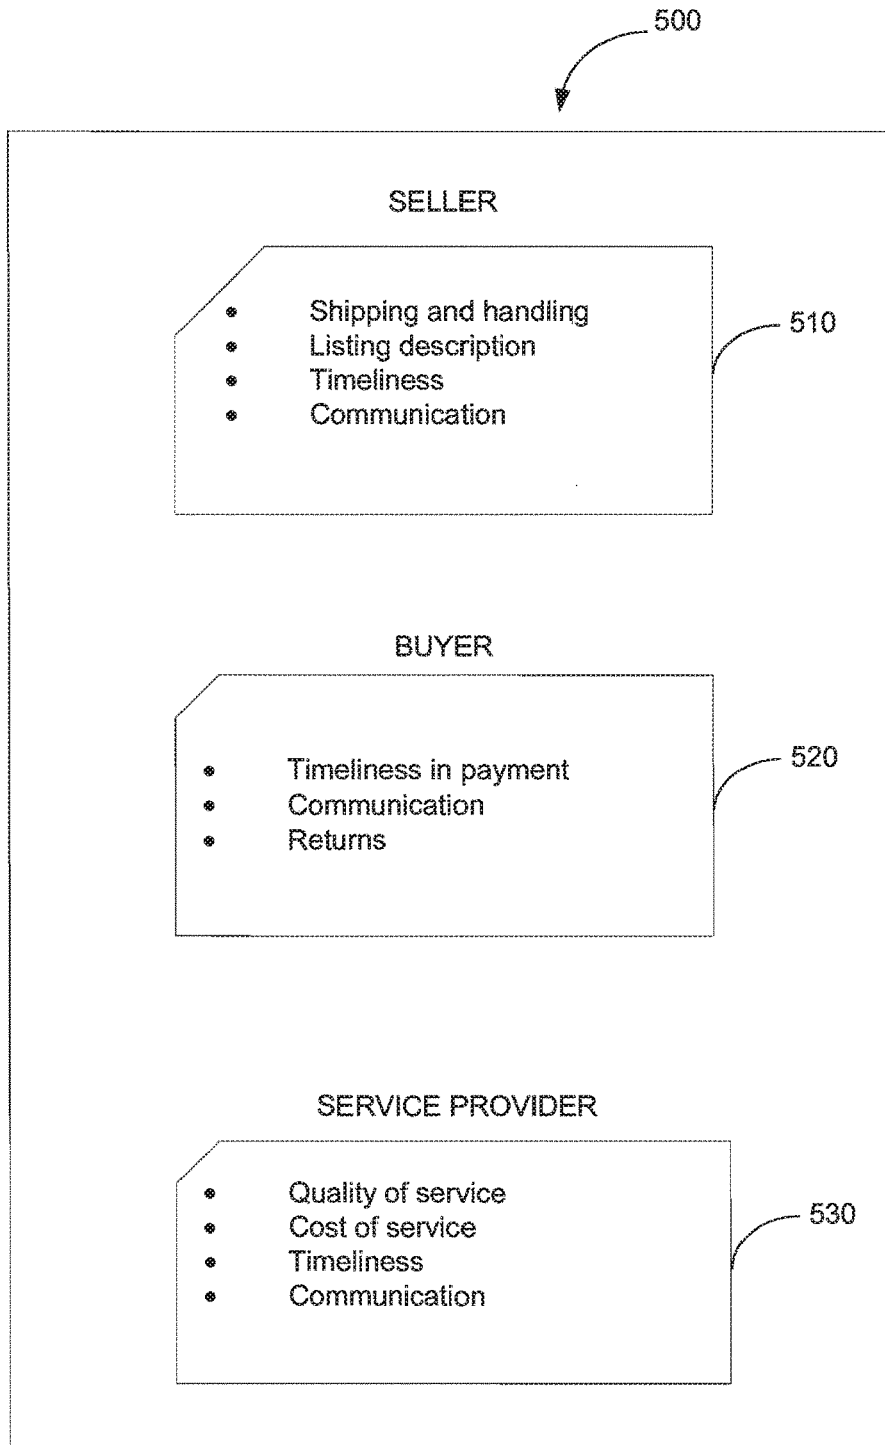 500
SELLER
• Shipping and handling
• Listing description
• Timeliness
• Communication
510
BUYER
• Timeliness in payment
• Communication
• Returns
520
SERVICE PROVIDER
• Quality of service
• Cost of service
• Timeliness
• Communication
530